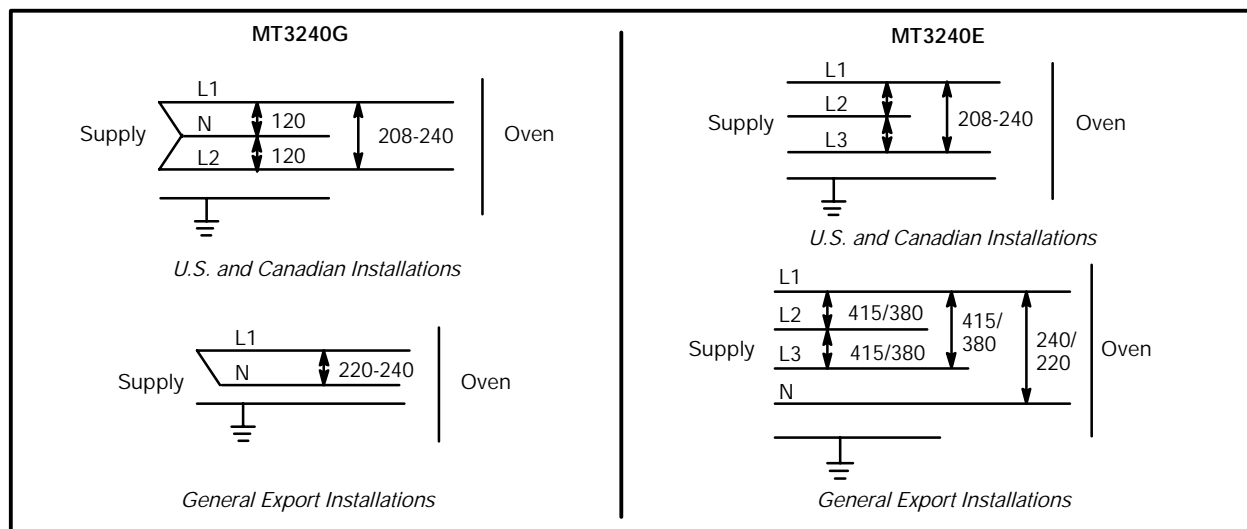 MT3240G
L1
Supply
N
120
208-240
Oven
L2
120
U.S. and Canadian Installations
L1
Supply
N
220-240
Oven
General Export Installations
MT3240E
L1
Supply
L2
208-240
Oven
L3
U.S. and Canadian Installations
L1
L2
415/380
415/
380
Supply
L3
415/380
240/
220
Oven
N
General Export Installations